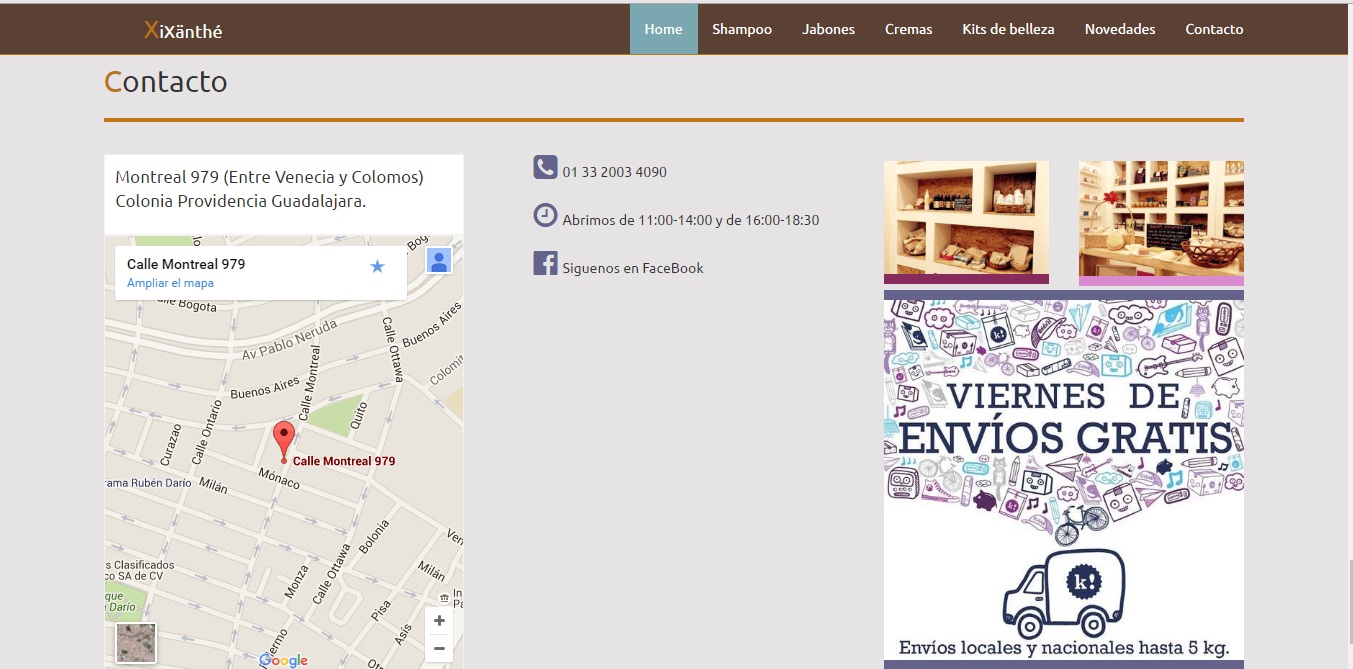 XiXänthé
Home
Shampoo
Jabones
Cremas
Kits de belleza
Novedades
Contacto
Contacto
Montreal 979 (Entre Venecia y Colomos)
Colonia Providencia Guadalajara.
Calle Montreal 979
Ampliar el mapa
Bogota
Av Pablo Neruda
Buenos Aires
Calle Ottawa
Buenos Aires
Calle Montreal
Colomi
Calle Ontario
Curazao
Quito
Calle Montreal 979
Mónaco
rama Rubén Darío
Milán
Bolonia
Ven
s Clasificados
co SA de CV
Monza
Calle Ottawa
Milán
que
Darío
In
Pa
Pisa
Asís
Google
01 33 2003 4090
Abrimos de 11:00-14:00 y de 16:00-18:30
Siguenos en FaceBook
VIERNES DE
ENVÍOS GRATIS
k!
Envíos locales y nacionales hasta 5 kg.